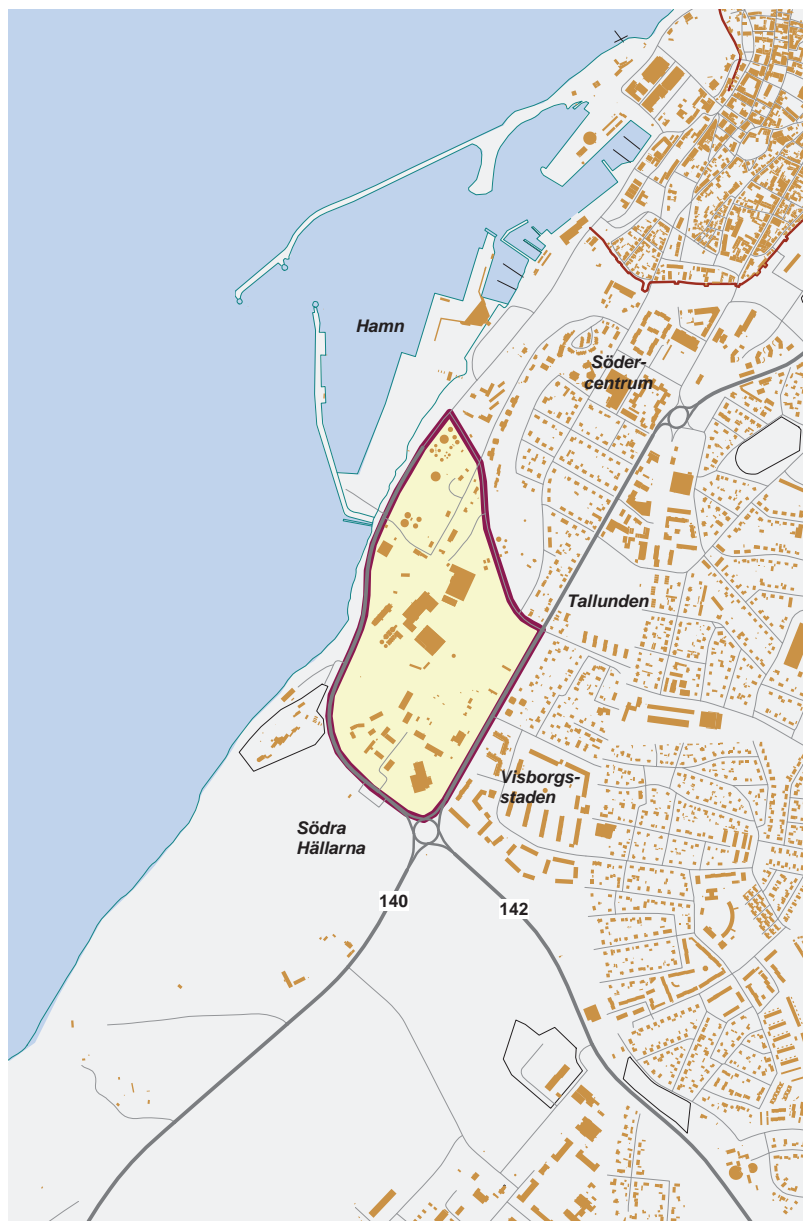 Hamn
Söder-
centrum
Tallunden
Visborgs-
staden
Södra
Hällarna
140
142